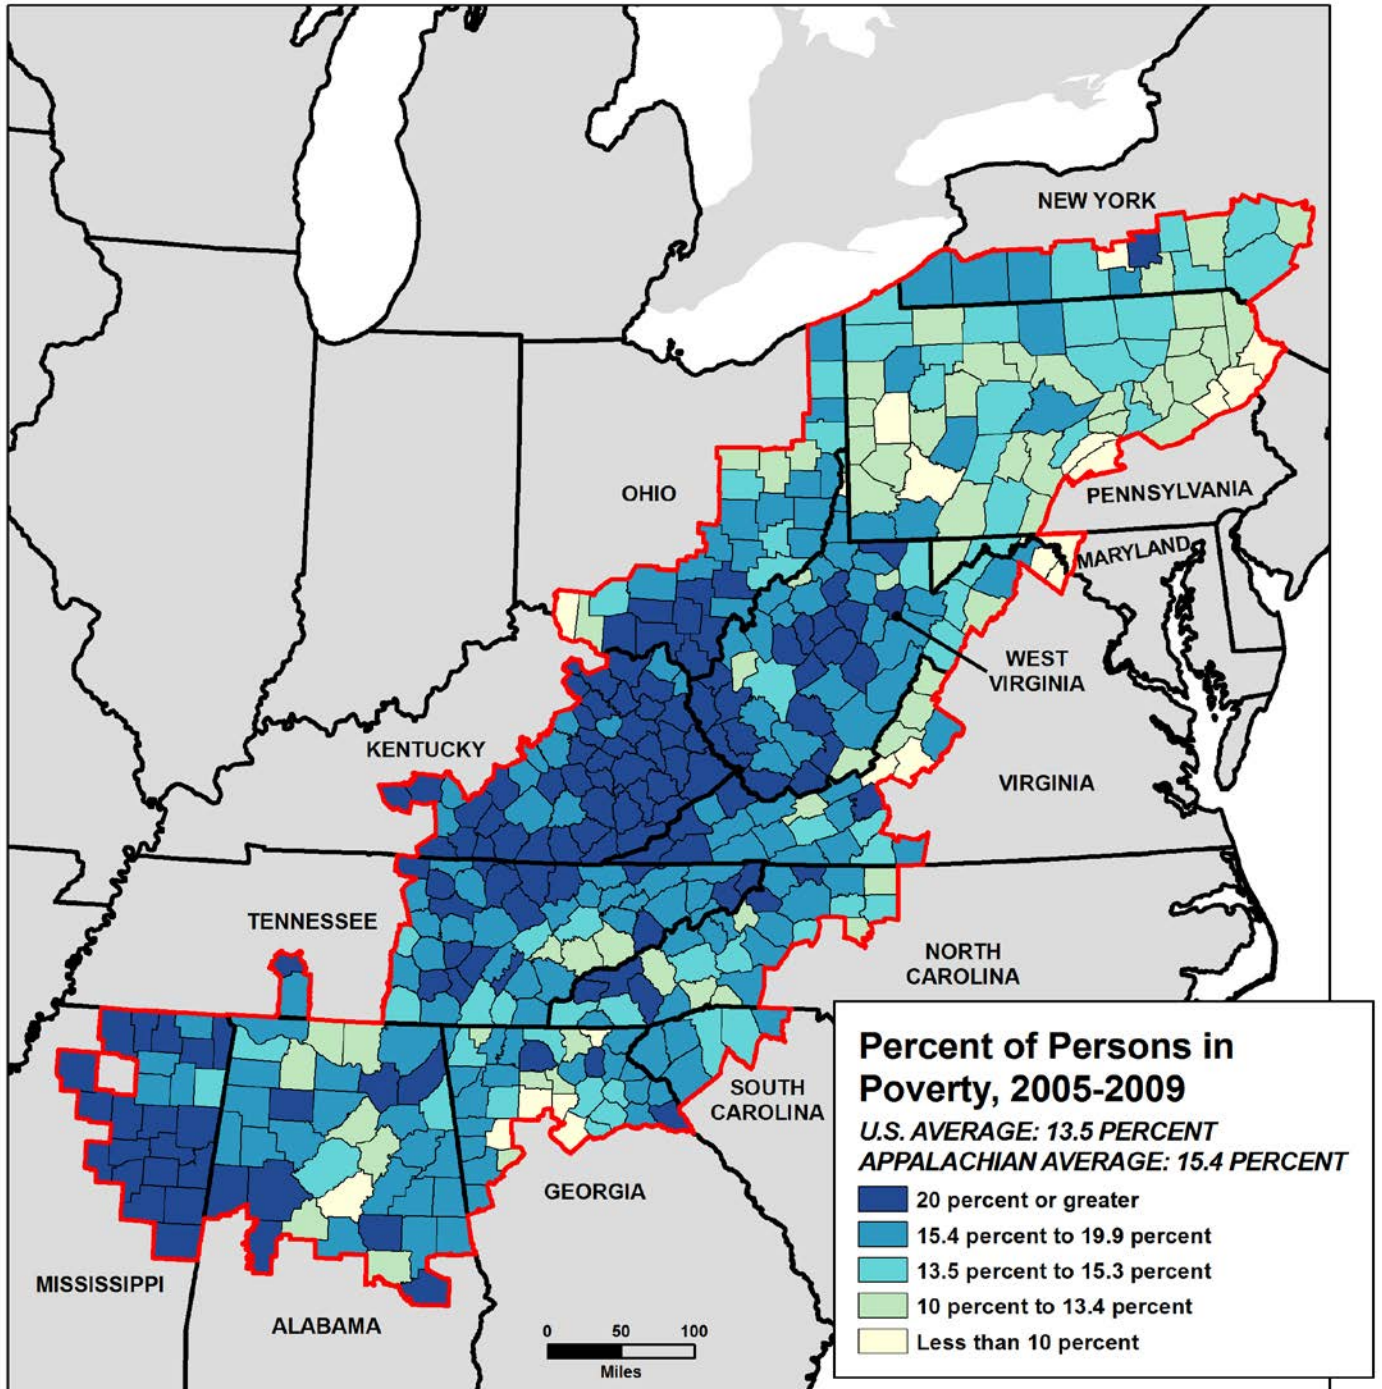 NEW YORK
OHIO
PENNSYLVANIA
MARYLAND
WEST
VIRGINIA
KENTUCKY
VIRGINIA
TENNESSEE
NORTH
CAROLINA
SOUTH
CAROLINA
GEORGIA
MISSISSIPPI
ALABAMA
0 50 100
Miles
Percent of Persons in
Poverty, 2005-2009
U.S. AVERAGE: 13.5 PERCENT
APPALACHIAN AVERAGE: 15.4 PERCENT
20 percent or greater
15.4 percent to 19.9 percent
13.5 percent to 15.3 percent
10 percent to 13.4 percent
Less than 10 percent